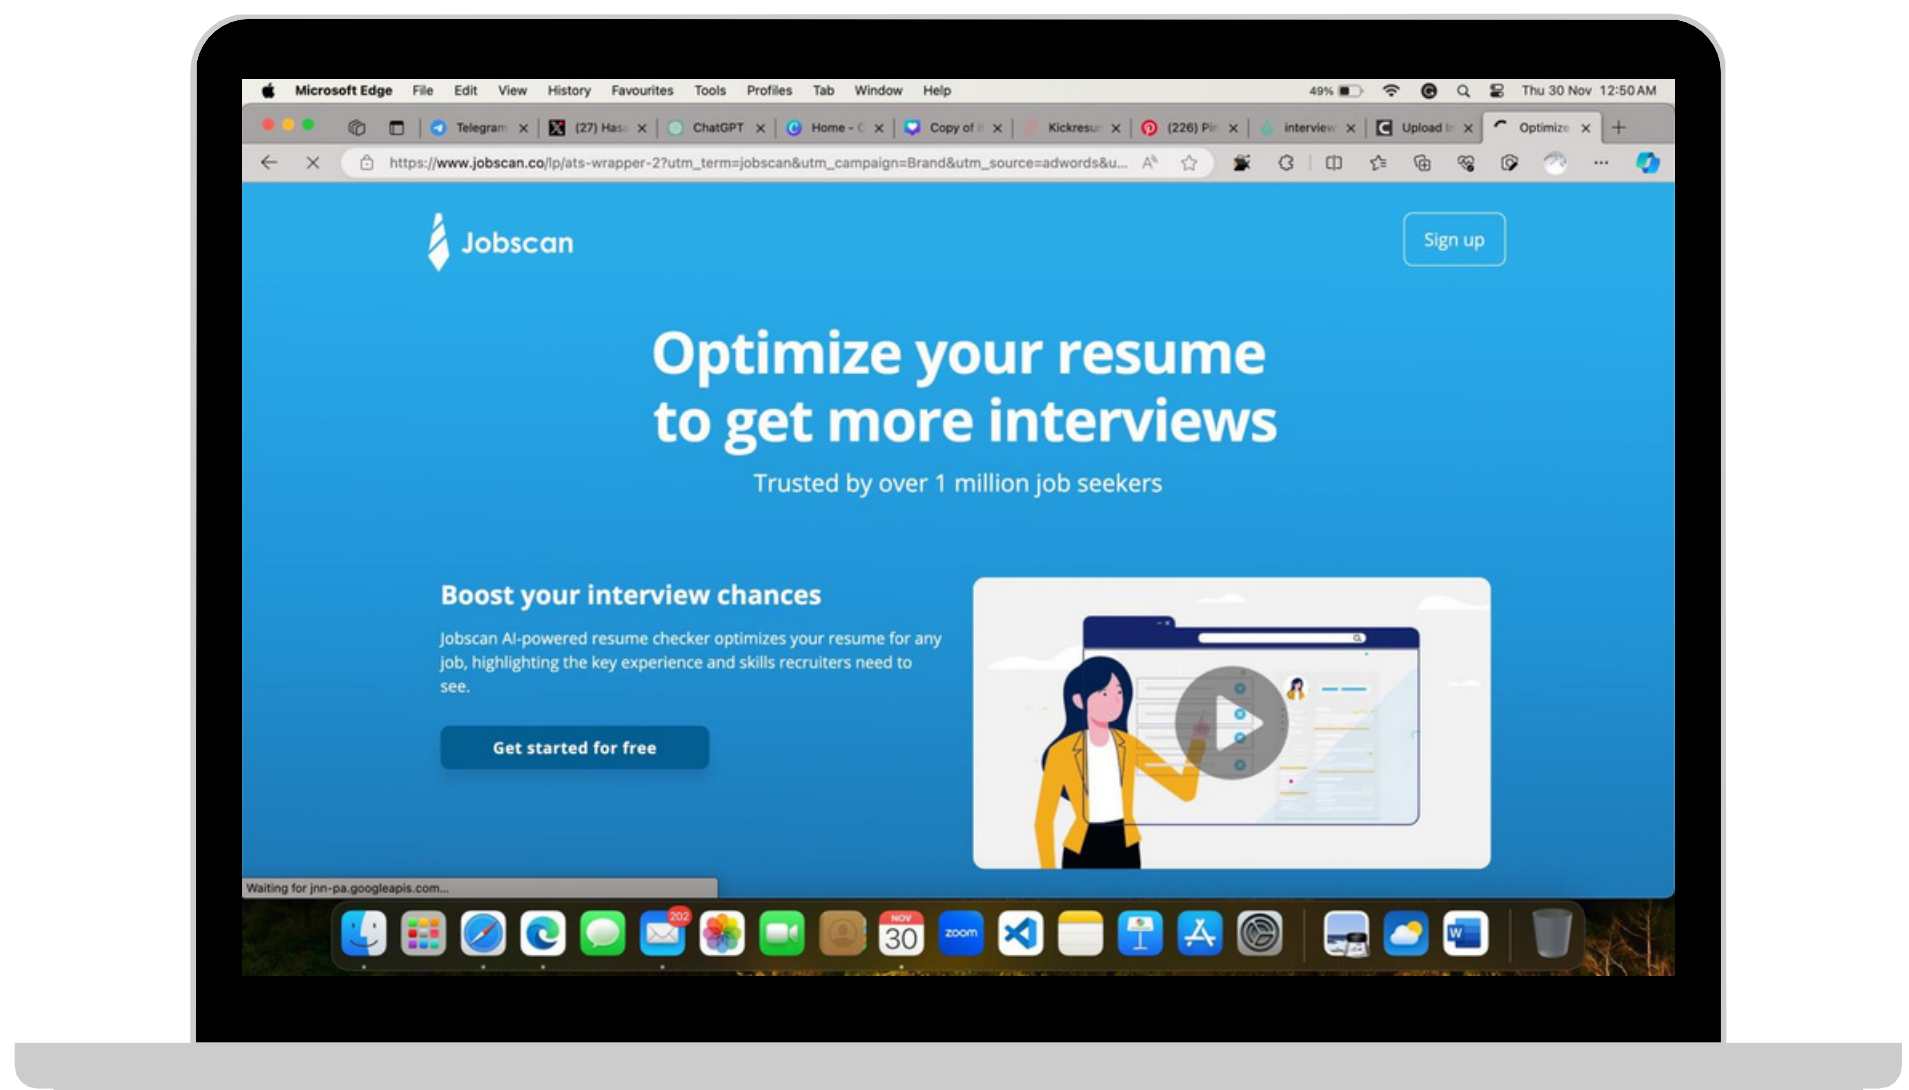 Microsoft Edge File Edit View History Favourites Tools Profiles Tab Window Help 49% Thu 30 Nov 12:50 AM
Telegram (27) Hasa ChatGPT Home - C Copy of Kickresu (226) Pi interview Upload Optimize
https://www.jobscan.co/lp/ats-wrapper-2?utm_term=jobscan&utm_campaign=Brand&utm_source=adwords&u...
Jobscan
Sign up
Optimize your resume
to get more interviews
Trusted by over 1 million job seekers
Boost your interview chances
Jobscan AI-powered resume checker optimizes your resume for any
job, highlighting the key experience and skills recruiters need to
see.
Get started for free
Waiting for jnn-pa.googleapis.com...
202
NOV
30
zoom
W